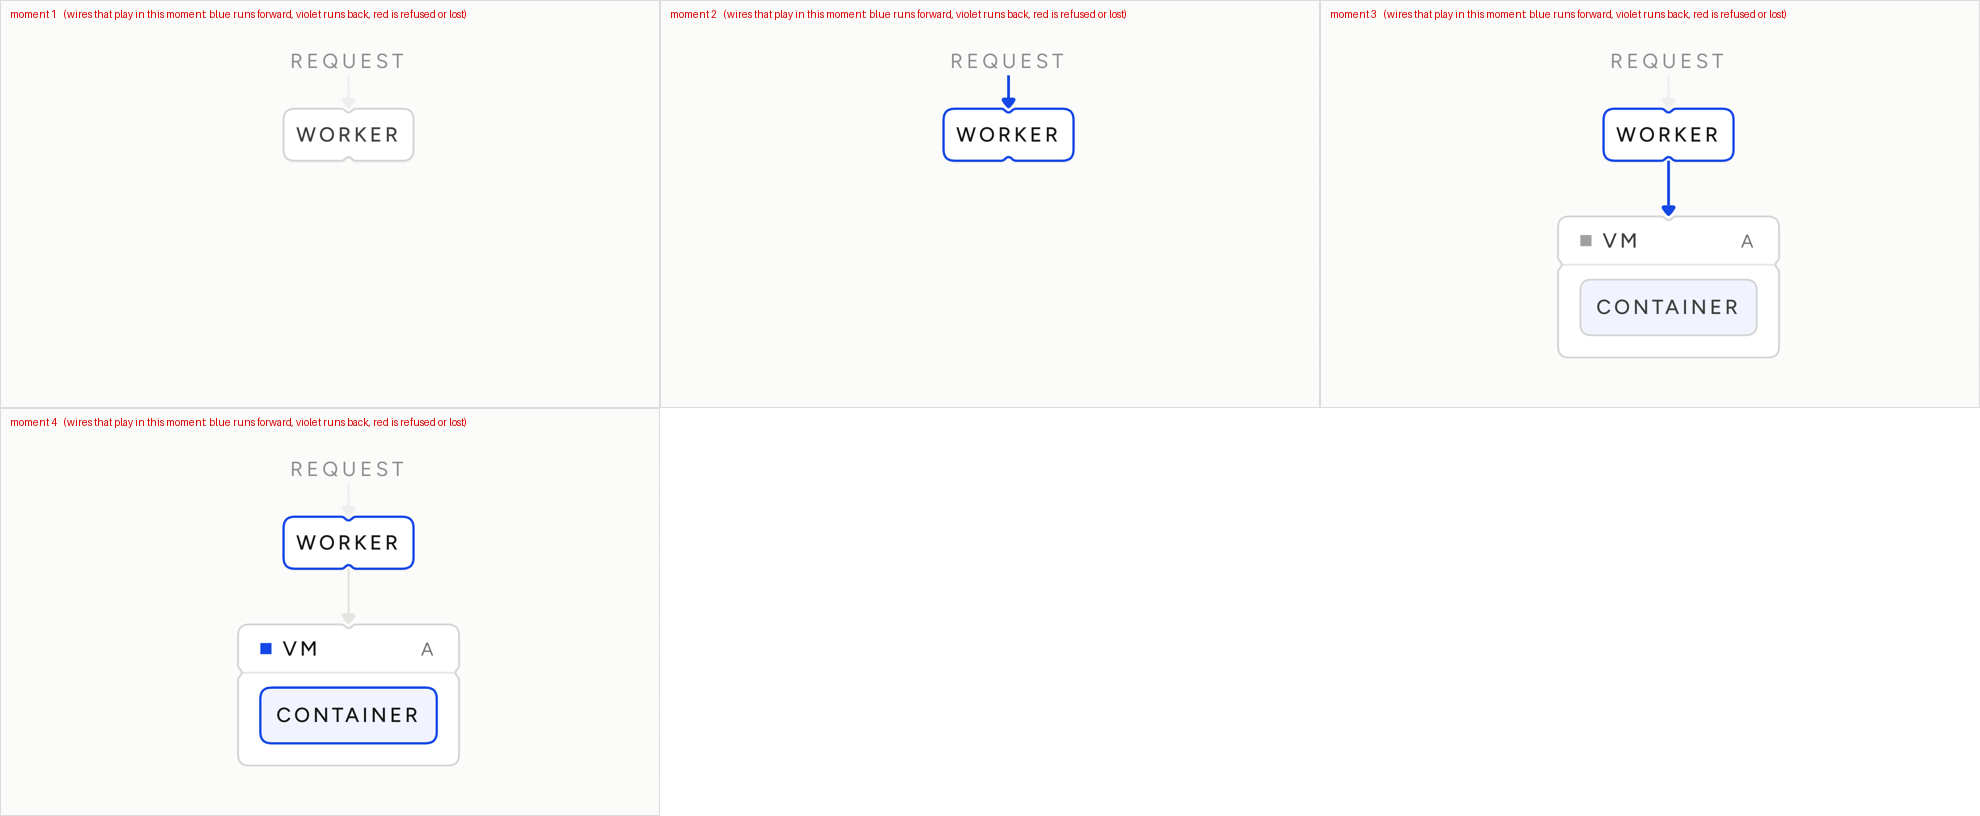 moment 1 (wires that play in this moment: blue runs forward, violet runs back, red is refused or lost)
REQUEST
WORKER
moment 2 (wires that play in this moment: blue runs forward, violet runs back, red is refused or lost)
REQUEST
WORKER
moment 3 (wires that play in this moment: blue runs forward, violet runs back, red is refused or lost)
REQUEST
WORKER
VM A
CONTAINER
moment 4 (wires that play in this moment: blue runs forward, violet runs back, red is refused or lost)
REQUEST
WORKER
VM A
CONTAINER